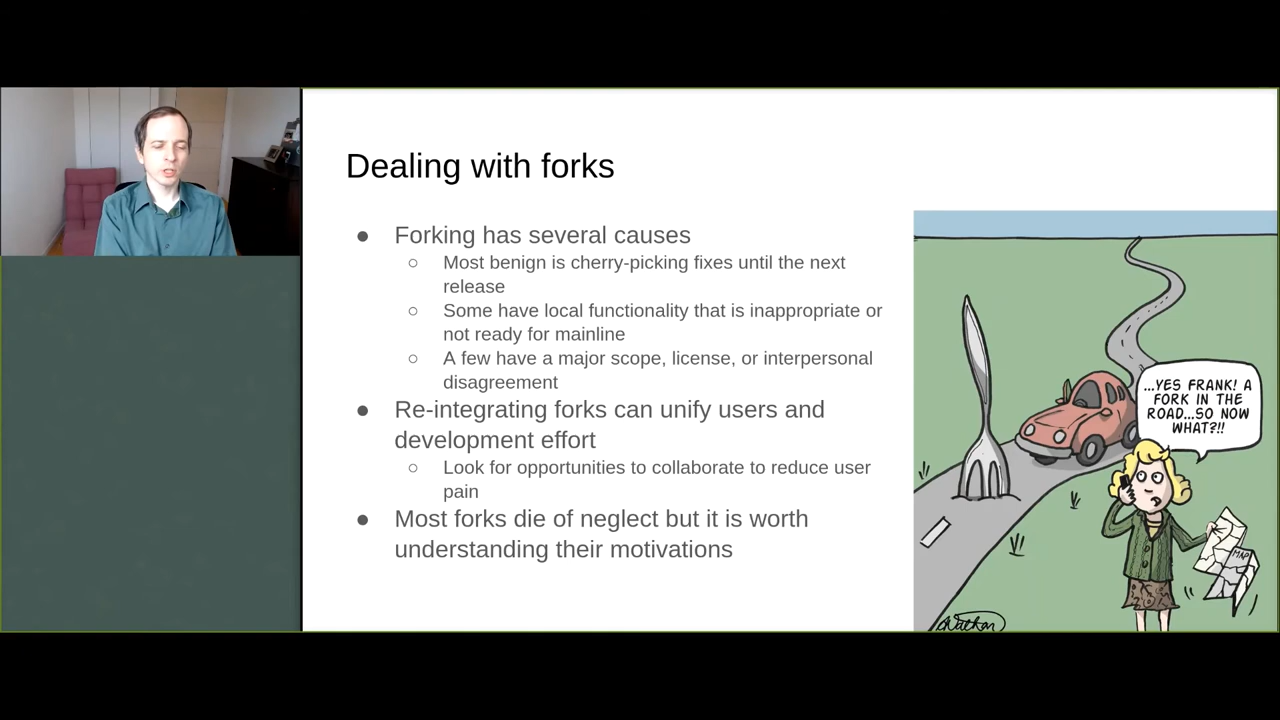 Dealing with forks
● Forking has several causes
○ Most benign is cherry-picking fixes until the next
release
○ Some have local functionality that is inappropriate or
not ready for mainline
○ A few have a major scope, license, or interpersonal
disagreement
● Re-integrating forks can unify users and
development effort
○ Look for opportunities to collaborate to reduce user
pain
● Most forks die of neglect but it is worth
understanding their motivations
...YES FRANK! A
FORK IN THE
ROAD...SO NOW
WHAT?!!
MAP